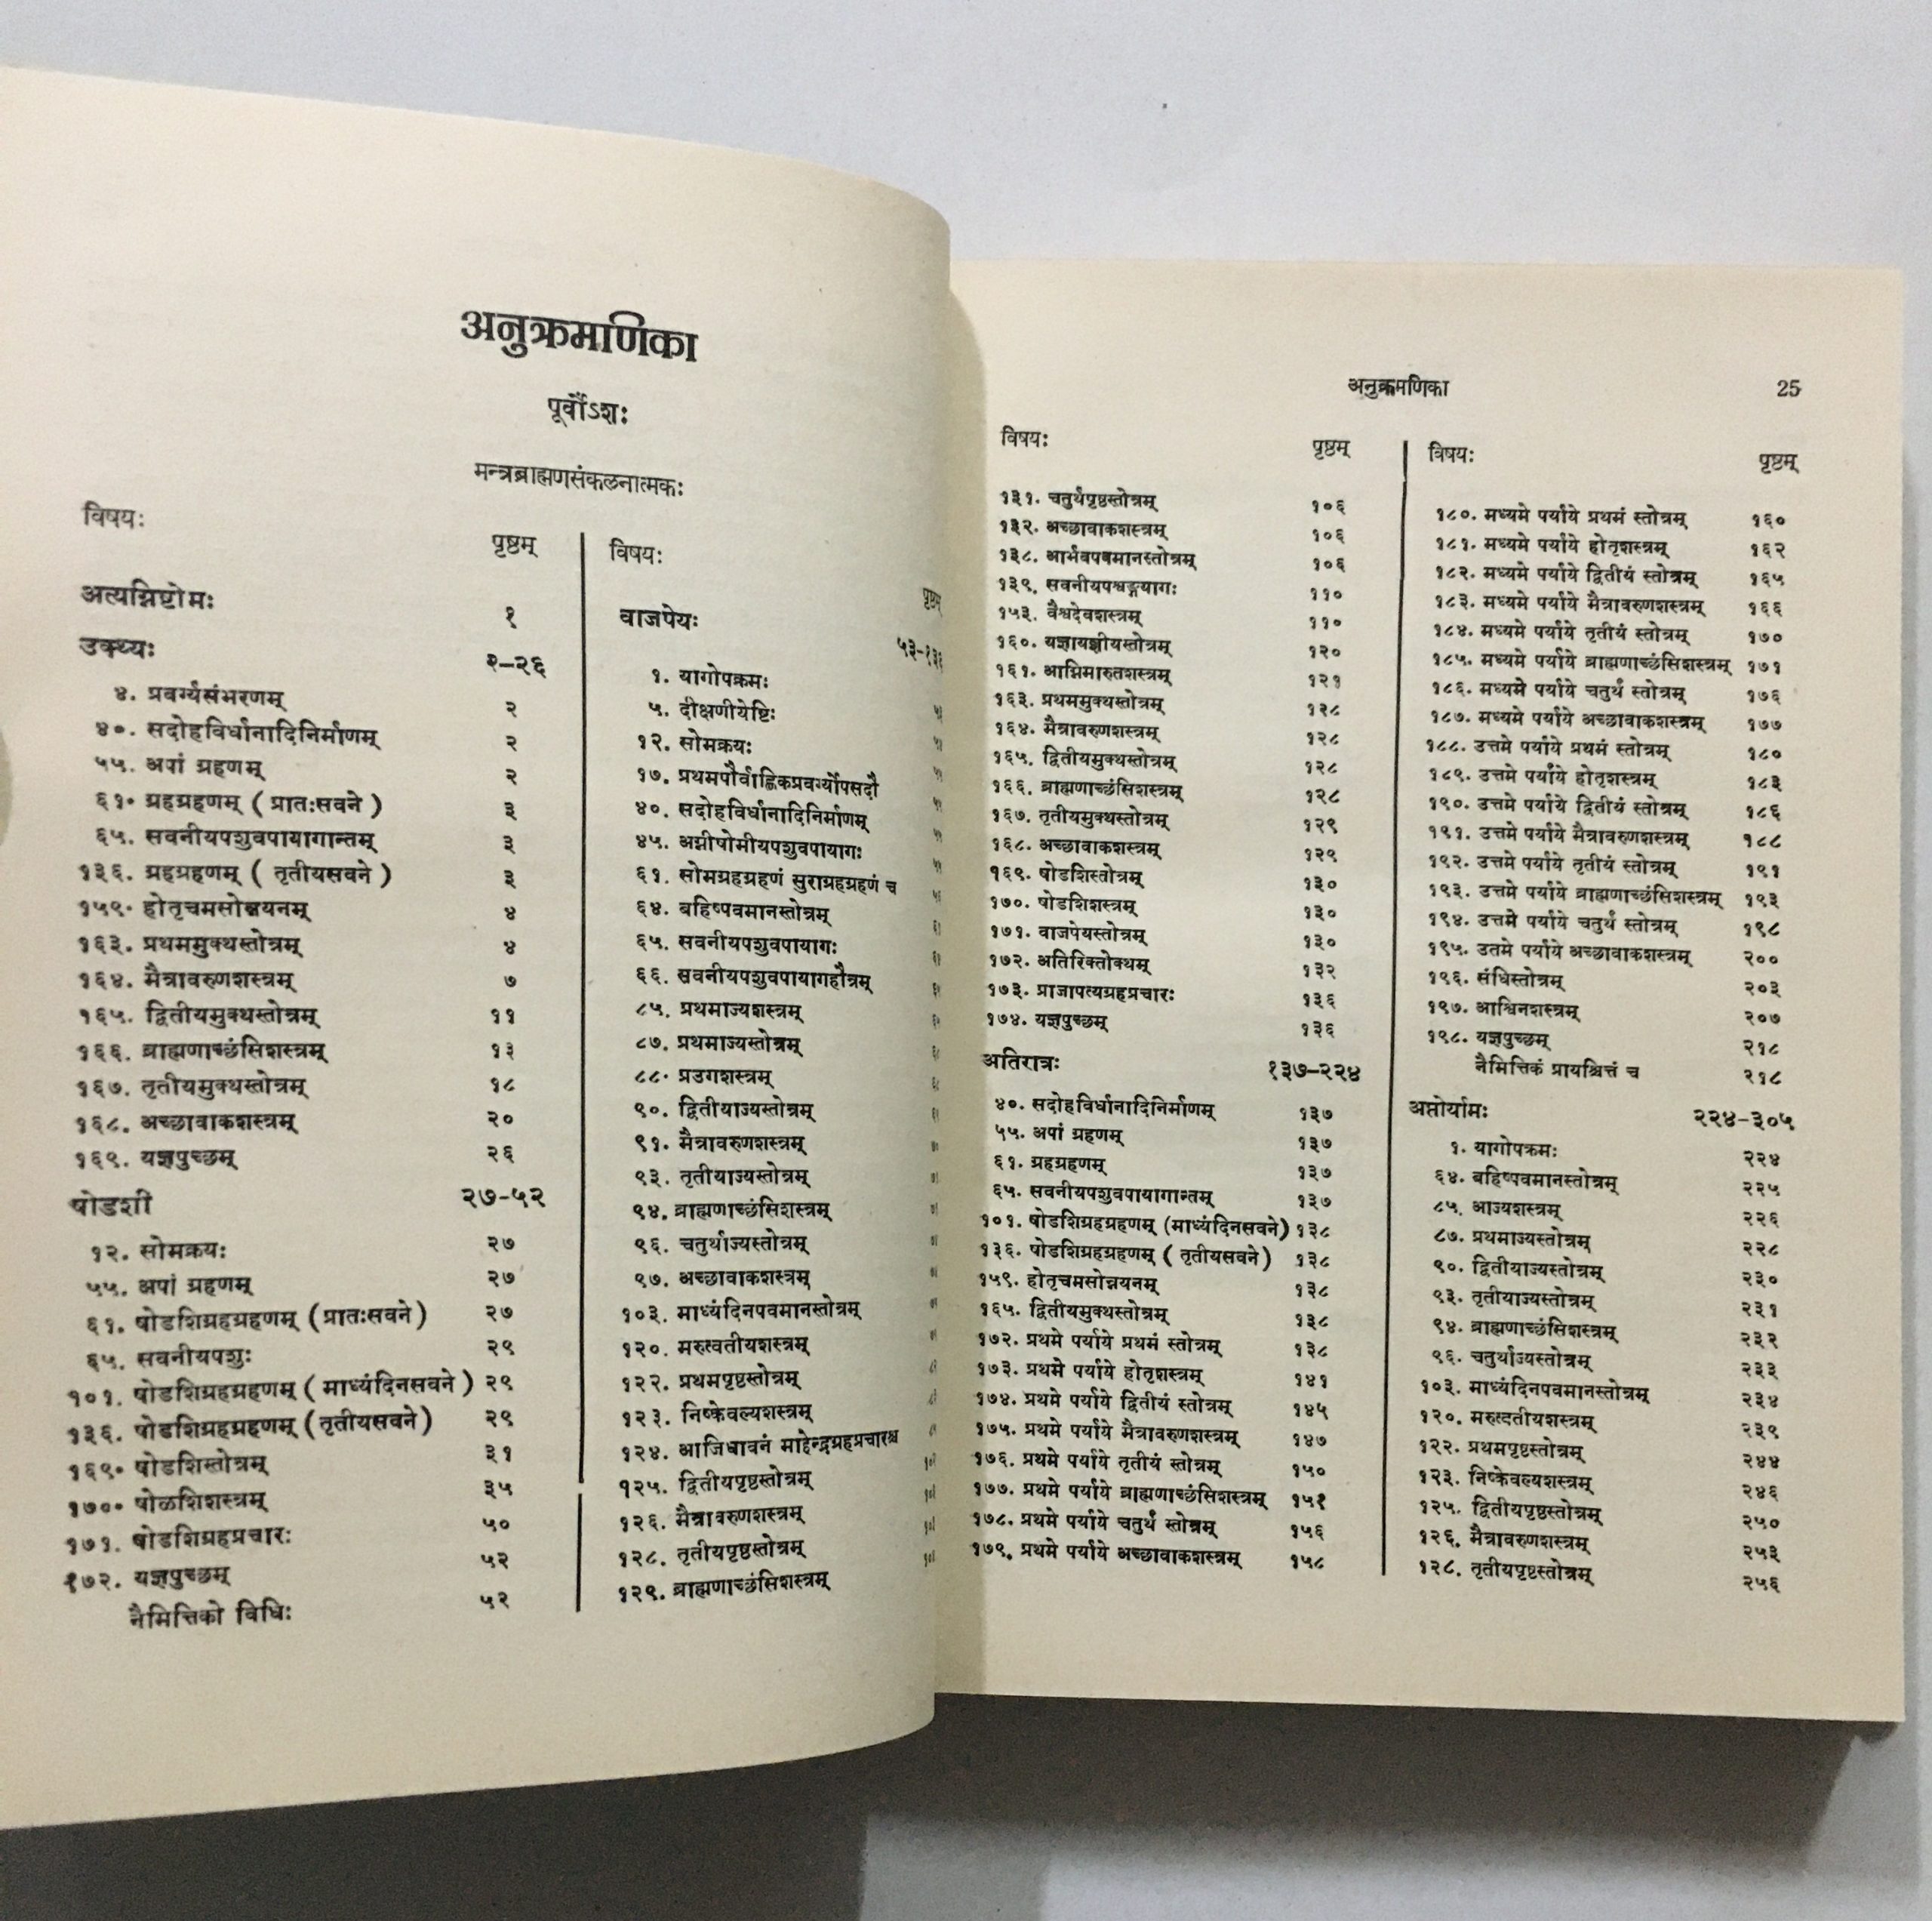 अनुक्रमाणिका
पूर्वोंऽशः
मन्त्रब्राह्मणसंकलनात्मकः
विषयः पृष्ठम्
अत्यग्निष्टोमः १
उक्थ्यः २–२६
४. प्रवर्ग्यसंभरणम् २
४०. सदोहविर्धानादिनिर्माणम् २
५५. अपां ग्रहणम् २
६१. ग्रहग्रहणम् ( प्रातःसवने ) ३
६५. सवनीयपशुवपायागान्तम् ३
१३६. ग्रहग्रहणम् ( तृतीयसवने ) ३
१५९. होतृचमसोन्नयनम् ४
१६३. प्रथममुक्थस्तोत्रम् ४
१६४. मैत्रावरुणशस्त्रम् ७
१६५. द्वितीयमुक्थस्तोत्रम् ११
१६६. ब्राह्मणाच्छंसिशस्त्रम् १३
१६७. तृतीयमुक्थस्तोत्रम् १८
१६८. अच्छावाकशस्त्रम् २०
१६९. यज्ञपुच्छम् २६
षोडशी २७-५२
१२. सोमक्रयः २७
५५. अपां ग्रहणम् २७
६१. षोडशिग्रहग्रहणम् (प्रातःसवने) २७
६५. सवनीयपशुः २९
१०१. षोडशिग्रहग्रहणम् ( माध्यंदिनसवने ) २९
१३६. षोडशिग्रहग्रहणम् (तृतीयसवने) २९
१६९. षोडशिस्तोत्रम् ३१
१७०. षोळशिशस्त्रम् ३५
१७१. षोडशिग्रहप्रचारः ५०
१७२. यज्ञपुच्छम् ५२
नैमित्तिको विधिः ५२
विषयः पृष्ठम्
वाजपेयः ५३-१३६
१. यागोपक्रमः
५. दीक्षणीयेष्टिः
१२. सोमक्रयः
१७. प्रथमपौर्वाह्णिकप्रवर्ग्योपसदौ
४०. सदोहविर्धानादिनिर्माणम्
४५. अग्नीषोमीयपशुवपायागः
६१. सोमग्रहग्रहणं सुराग्रहग्रहणं च
६४. बहिष्पवमानस्तोत्रम्
६५. सवनीयपशुवपायागः
६६. सवनीयपशुवपायागहौत्रम्
८५. प्रथमाज्यशस्त्रम्
८७. प्रथमाज्यस्तोत्रम्
८८. प्रउगशस्त्रम्
९०. द्वितीयाज्यस्तोत्रम्
९१. मैत्रावरुणशस्त्रम्
९३. तृतीयाज्यस्तोत्रम्
९४. ब्राह्मणाच्छंसिशस्त्रम्
९६. चतुर्थाज्यस्तोत्रम्
९७. अच्छावाकशस्त्रम्
१०३. माध्यंदिनपवमानस्तोत्रम्
१२०. मरुत्वतीयशस्त्रम्
१२२. प्रथमपृष्ठस्तोत्रम्
१२३. निष्केवल्यशस्त्रम्
१२४. आजिधावनं माहेन्द्रग्रहप्रचारश्च
१२५. द्वितीयपृष्ठस्तोत्रम्
१२६. मैत्रावरुणशस्त्रम्
१२८. तृतीयपृष्ठस्तोत्रम्
१२९. ब्राह्मणाच्छंसिशस्त्रम्
अनुक्रमणिका 25
विषयः पृष्ठम्
१३१. चतुर्थपृष्ठस्तोत्रम् १०६
१३२. अच्छावाकशस्त्रम् १०६
१३८. आर्भवपवमानस्तोत्रम् १०६
१३९. सवनीयपश्वङ्गयागः ११०
१५३. वैश्वदेवशस्त्रम् ११०
१६०. यज्ञायज्ञीयस्तोत्रम् १२०
१६१. आग्निमारुतशस्त्रम् १२१
१६३. प्रथममुक्थस्तोत्रम् १२८
१६४. मैत्रावरुणशस्त्रम् १२८
१६५. द्वितीयमुक्थस्तोत्रम् १२८
१६६. ब्राह्मणाच्छंसिशस्त्रम् १२८
१६७. तृतीयमुक्थस्तोत्रम् १२९
१६८. अच्छावाकशस्त्रम् १२९
१६९. षोडशिस्तोत्रम् १३०
१७०. षोडशिशस्त्रम् १३०
१७१. वाजपेयस्तोत्रम् १३०
१७२. अतिरिक्तोक्थम् १३२
१७३. प्राजापत्यग्रहप्रचारः १३६
१७४. यज्ञपुच्छम् १३६
अतिरात्रः १३७–२२४
४०. सदोहविर्धानादिनिर्माणम् १३७
५५. अपां ग्रहणम् १३७
६१. ग्रहग्रहणम् १३७
६५. सवनीयपशुवपायागान्तम् १३७
१०१. षोडशिग्रहग्रहणम् (माध्यंदिनसवने) १३८
१३६. षोडशिग्रहग्रहणम् ( तृतीयसवने) १३८
१५९. होतृचमसोन्नयनम् १३८
१६५. द्वितीयमुक्थस्तोत्रम् १३८
१७२. प्रथमे पर्याये प्रथमं स्तोत्रम् १३८
१७३. प्रथमे पर्याये होतृशस्त्रम् १४१
१७४. प्रथमे पर्याये द्वितीयं स्तोत्रम् १४५
१७५. प्रथमे पर्याये मैत्रावरुणशस्त्रम् १४७
१७६. प्रथमे पर्याये तृतीयं स्तोत्रम् १५०
१७७. प्रथमे पर्याये ब्राह्मणाच्छंसिशस्त्रम् १५१
१७८. प्रथमे पर्याये चतुर्थं स्तोत्रम् १५६
१७९. प्रथमे पर्याये अच्छावाकशस्त्रम् १५८
विषयः पृष्ठम्
१८०. मध्यमे पर्याये प्रथमं स्तोत्रम् १६०
१८१. मध्यमे पर्याये होतृशस्त्रम् १६२
१८२. मध्यमे पर्याये द्वितीयं स्तोत्रम् १६५
१८३. मध्यमे पर्याये मैत्रावरुणशस्त्रम् १६६
१८४. मध्यमे पर्याये तृतीयं स्तोत्रम् १७०
१८५. मध्यमे पर्याये ब्राह्मणाच्छंसिशस्त्रम् १७१
१८६. मध्यमे पर्याये चतुर्थं स्तोत्रम् १७६
१८७. मध्यमे पर्याये अच्छावाकशस्त्रम् १७७
१८८. उत्तमे पर्याये प्रथमं स्तोत्रम् १८०
१८९. उत्तमे पर्याये होतृशस्त्रम् १८३
१९०. उत्तमे पर्याये द्वितीयं स्तोत्रम् १८६
१९१. उत्तमे पर्याये मैत्रावरुणशस्त्रम् १८८
१९२. उत्तमे पर्याये तृतीयं स्तोत्रम् १९१
१९३. उत्तमे पर्याये ब्राह्मणाच्छंसिशस्त्रम् १९३
१९४. उत्तमे पर्याये चतुर्थं स्तोत्रम् १९८
१९५. उतमे पर्याये अच्छावाकशस्त्रम् २००
१९६. संधिस्तोत्रम् २०३
१९७. आश्विनशस्त्रम् २०७
१९८. यज्ञपुच्छम् २१८
नैमित्तिकं प्रायश्चित्तं च २१८
अप्तोर्यामः २२४-३०५
१. यागोपक्रमः २२४
६४. बहिष्पवमानस्तोत्रम् २२५
८५. आज्यशस्त्रम् २२६
८७. प्रथमाज्यस्तोत्रम् २२८
९०. द्वितीयाज्यस्तोत्रम् २३०
९३. तृतीयाज्यस्तोत्रम् २३१
९४. ब्राह्मणाच्छंसिशस्त्रम् २३२
९६. चतुर्थाज्यस्तोत्रम् २३३
१०३. माध्यंदिनपवमानस्तोत्रम् २३४
१२०. मरुत्वतीयशस्त्रम् २३९
१२२. प्रथमपृष्ठस्तोत्रम् २४४
१२३. निष्केवल्यशस्त्रम् २४६
१२५. द्वितीयपृष्ठस्तोत्रम् २५०
१२६. मैत्रावरुणशस्त्रम् २५३
१२८. तृतीयपृष्ठस्तोत्रम् २५६